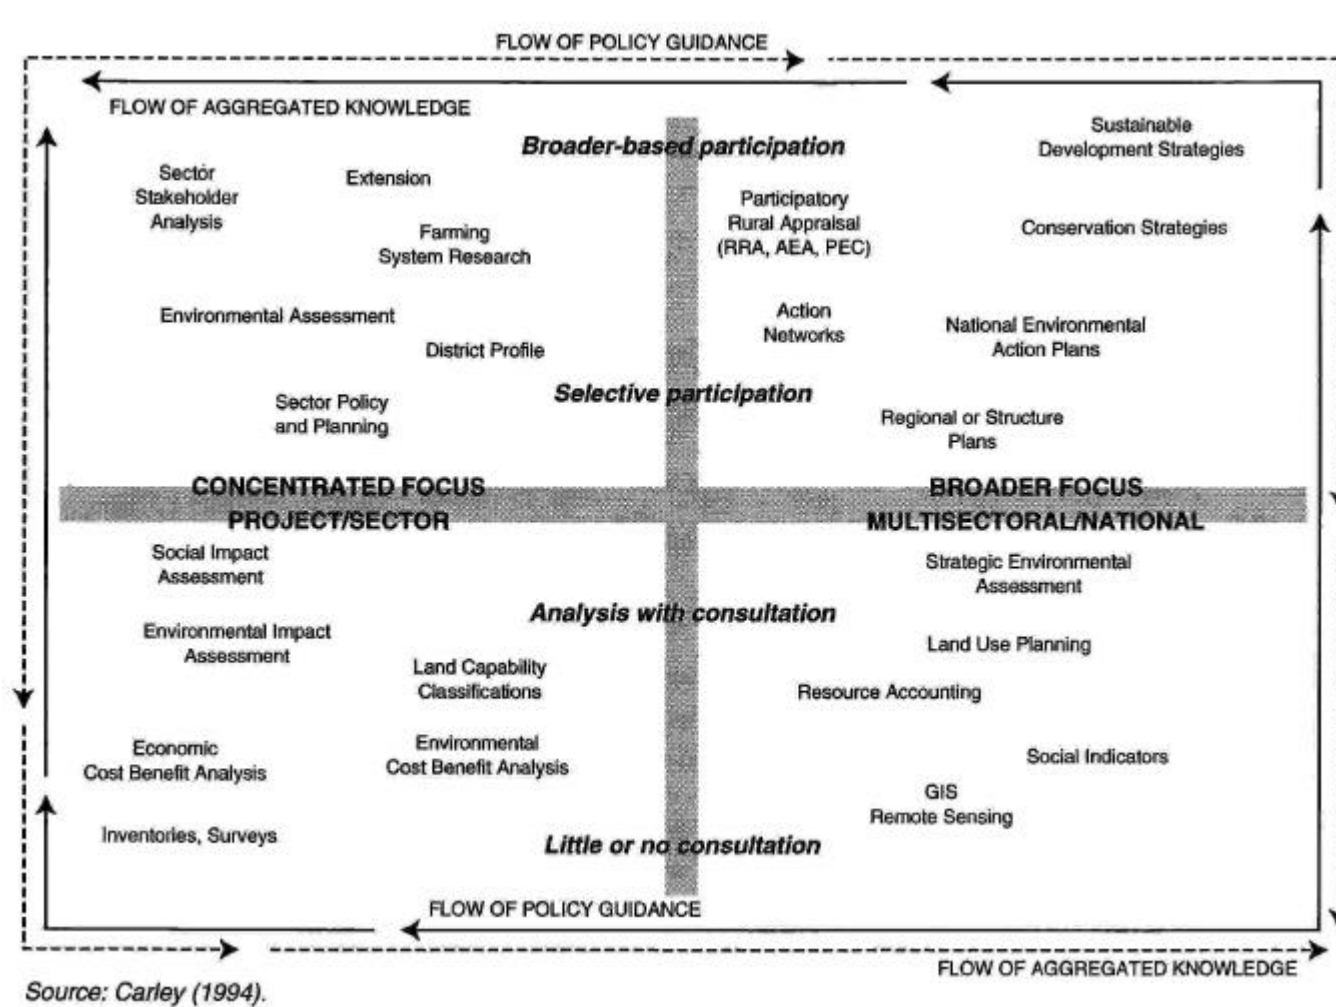 FLOW OF POLICY GUIDANCE
FLOW OF AGGREGATED KNOWLEDGE
Broader-based participation
Sustainable
Development Strategies
Sector
Stakeholder
Analysis
Extension
Participatory
Rural Appraisal
(RRA, AEA, PEC)
Farming
System Research
Conservation Strategies
Environmental Assessment
Action
Networks
National Environmental
Action Plans
District Profile
Selective participation
Sector Policy
and Planning
Regional or Structure
Plans
CONCENTRATED FOCUS
PROJECT/SECTOR
BROADER FOCUS
MULTISECTORAL/NATIONAL
Social Impact
Assessment
Strategic Environmental
Assessment
Analysis with consultation
Environmental Impact
Assessment
Land Use Planning
Land Capability
Classifications
Resource Accounting
Economic
Cost Benefit Analysis
Environmental
Cost Benefit Analysis
Social Indicators
GIS
Remote Sensing
Inventories, Surveys
Little or no consultation
FLOW OF POLICY GUIDANCE
FLOW OF AGGREGATED KNOWLEDGE
Source: Carley (1994).